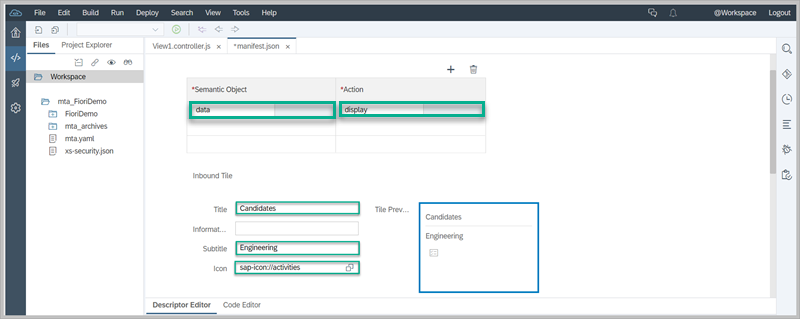 File Edit Build Run Deploy Search View Tools Help @Workspace Logout
Files Project Explorer View1.controller.js × *manifest.json ×
Workspace
mta_FioriDemo
FioriDemo
mta_archives
mta.yaml
xs-security.json
*Semantic Object *Action
data display
Inbound Tile
Title Candidates Tile Prev...
Informat...
Subtitle Engineering
Icon sap-icon://activities
Candidates
Engineering
Descriptor Editor Code Editor